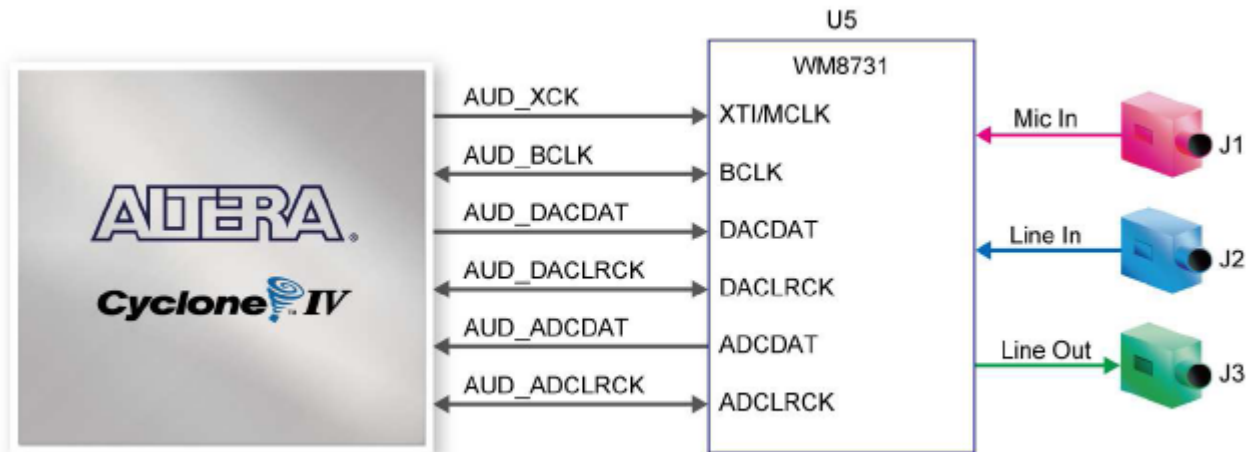 U5
WM8731
ALTERA®
Cyclone™ IV
AUD_XCK
AUD_BCLK
AUD_DACDAT
AUD_DACLRCK
AUD_ADCDAT
AUD_ADCLRCK
XTI/MCLK
BCLK
DACDAT
DACLRCK
ADCDAT
ADCLRCK
Mic In
J1
Line In
J2
Line Out
J3